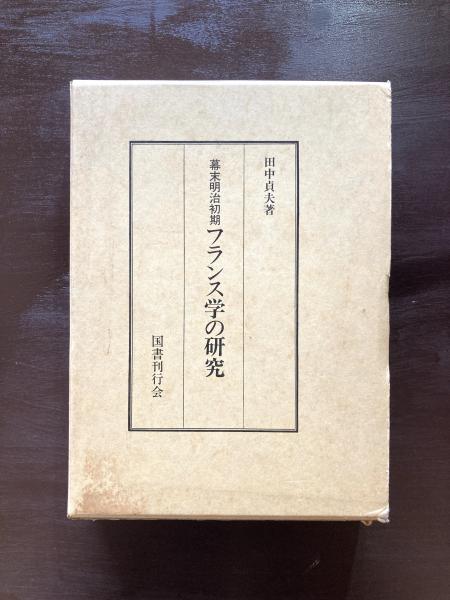 田中貞夫著
幕末明治初期フランス学の研究
国書刊行会